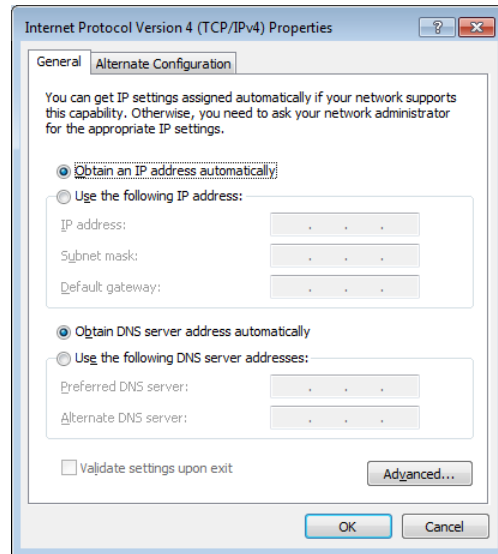 Internet Protocol Version 4 (TCP/IPv4) Properties
General
Alternate Configuration
You can get IP settings assigned automatically if your network supports
this capability. Otherwise, you need to ask your network administrator
for the appropriate IP settings.
Obtain an IP address automatically
Use the following IP address:
IP address:
Subnet mask:
Default gateway:
Obtain DNS server address automatically
Use the following DNS server addresses:
Preferred DNS server:
Alternate DNS server:
Validate settings upon exit
Advanced...
OK
Cancel